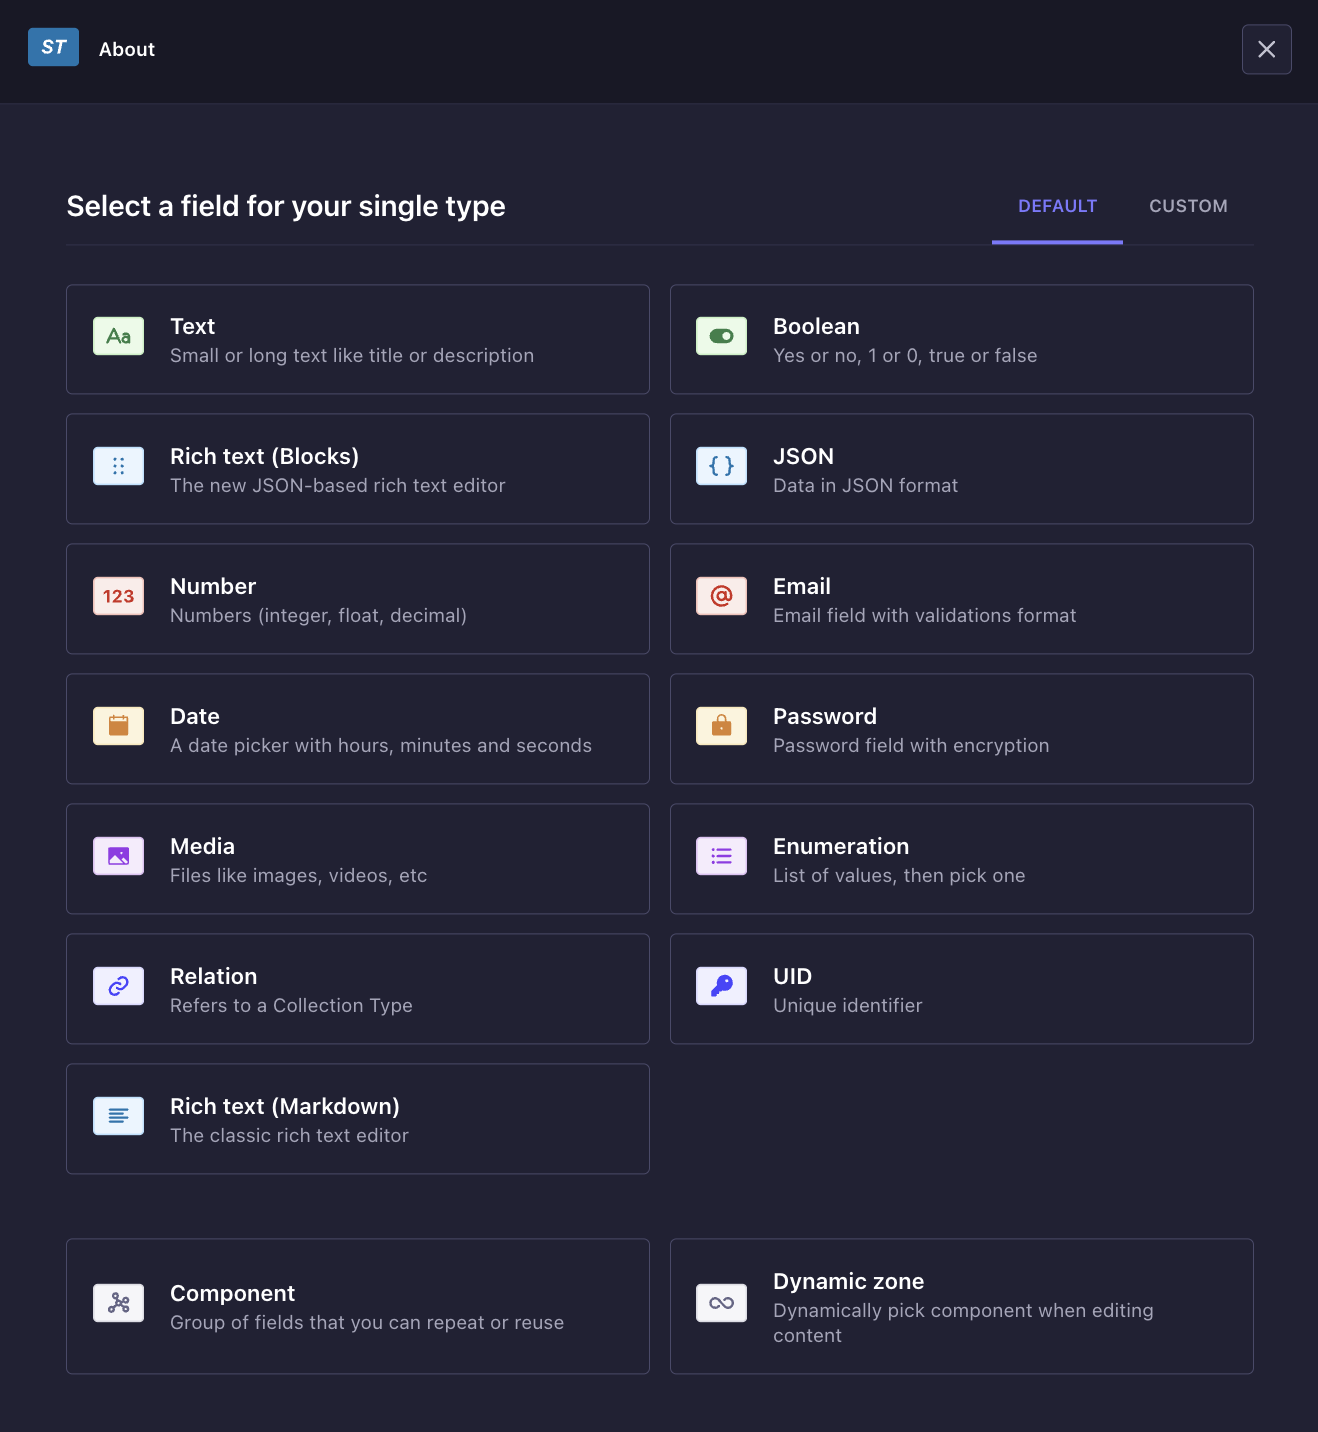 ST About
Select a field for your single type
DEFAULT CUSTOM
Aa Text
Small or long text like title or description
Boolean
Yes or no, 1 or 0, true or false
Rich text (Blocks)
The new JSON-based rich text editor
{ } JSON
Data in JSON format
123 Number
Numbers (integer, float, decimal)
@ Email
Email field with validations format
Date
A date picker with hours, minutes and seconds
Password
Password field with encryption
Media
Files like images, videos, etc
Enumeration
List of values, then pick one
Relation
Refers to a Collection Type
UID
Unique identifier
Rich text (Markdown)
The classic rich text editor
Component
Group of fields that you can repeat or reuse
Dynamic zone
Dynamically pick component when editing
content